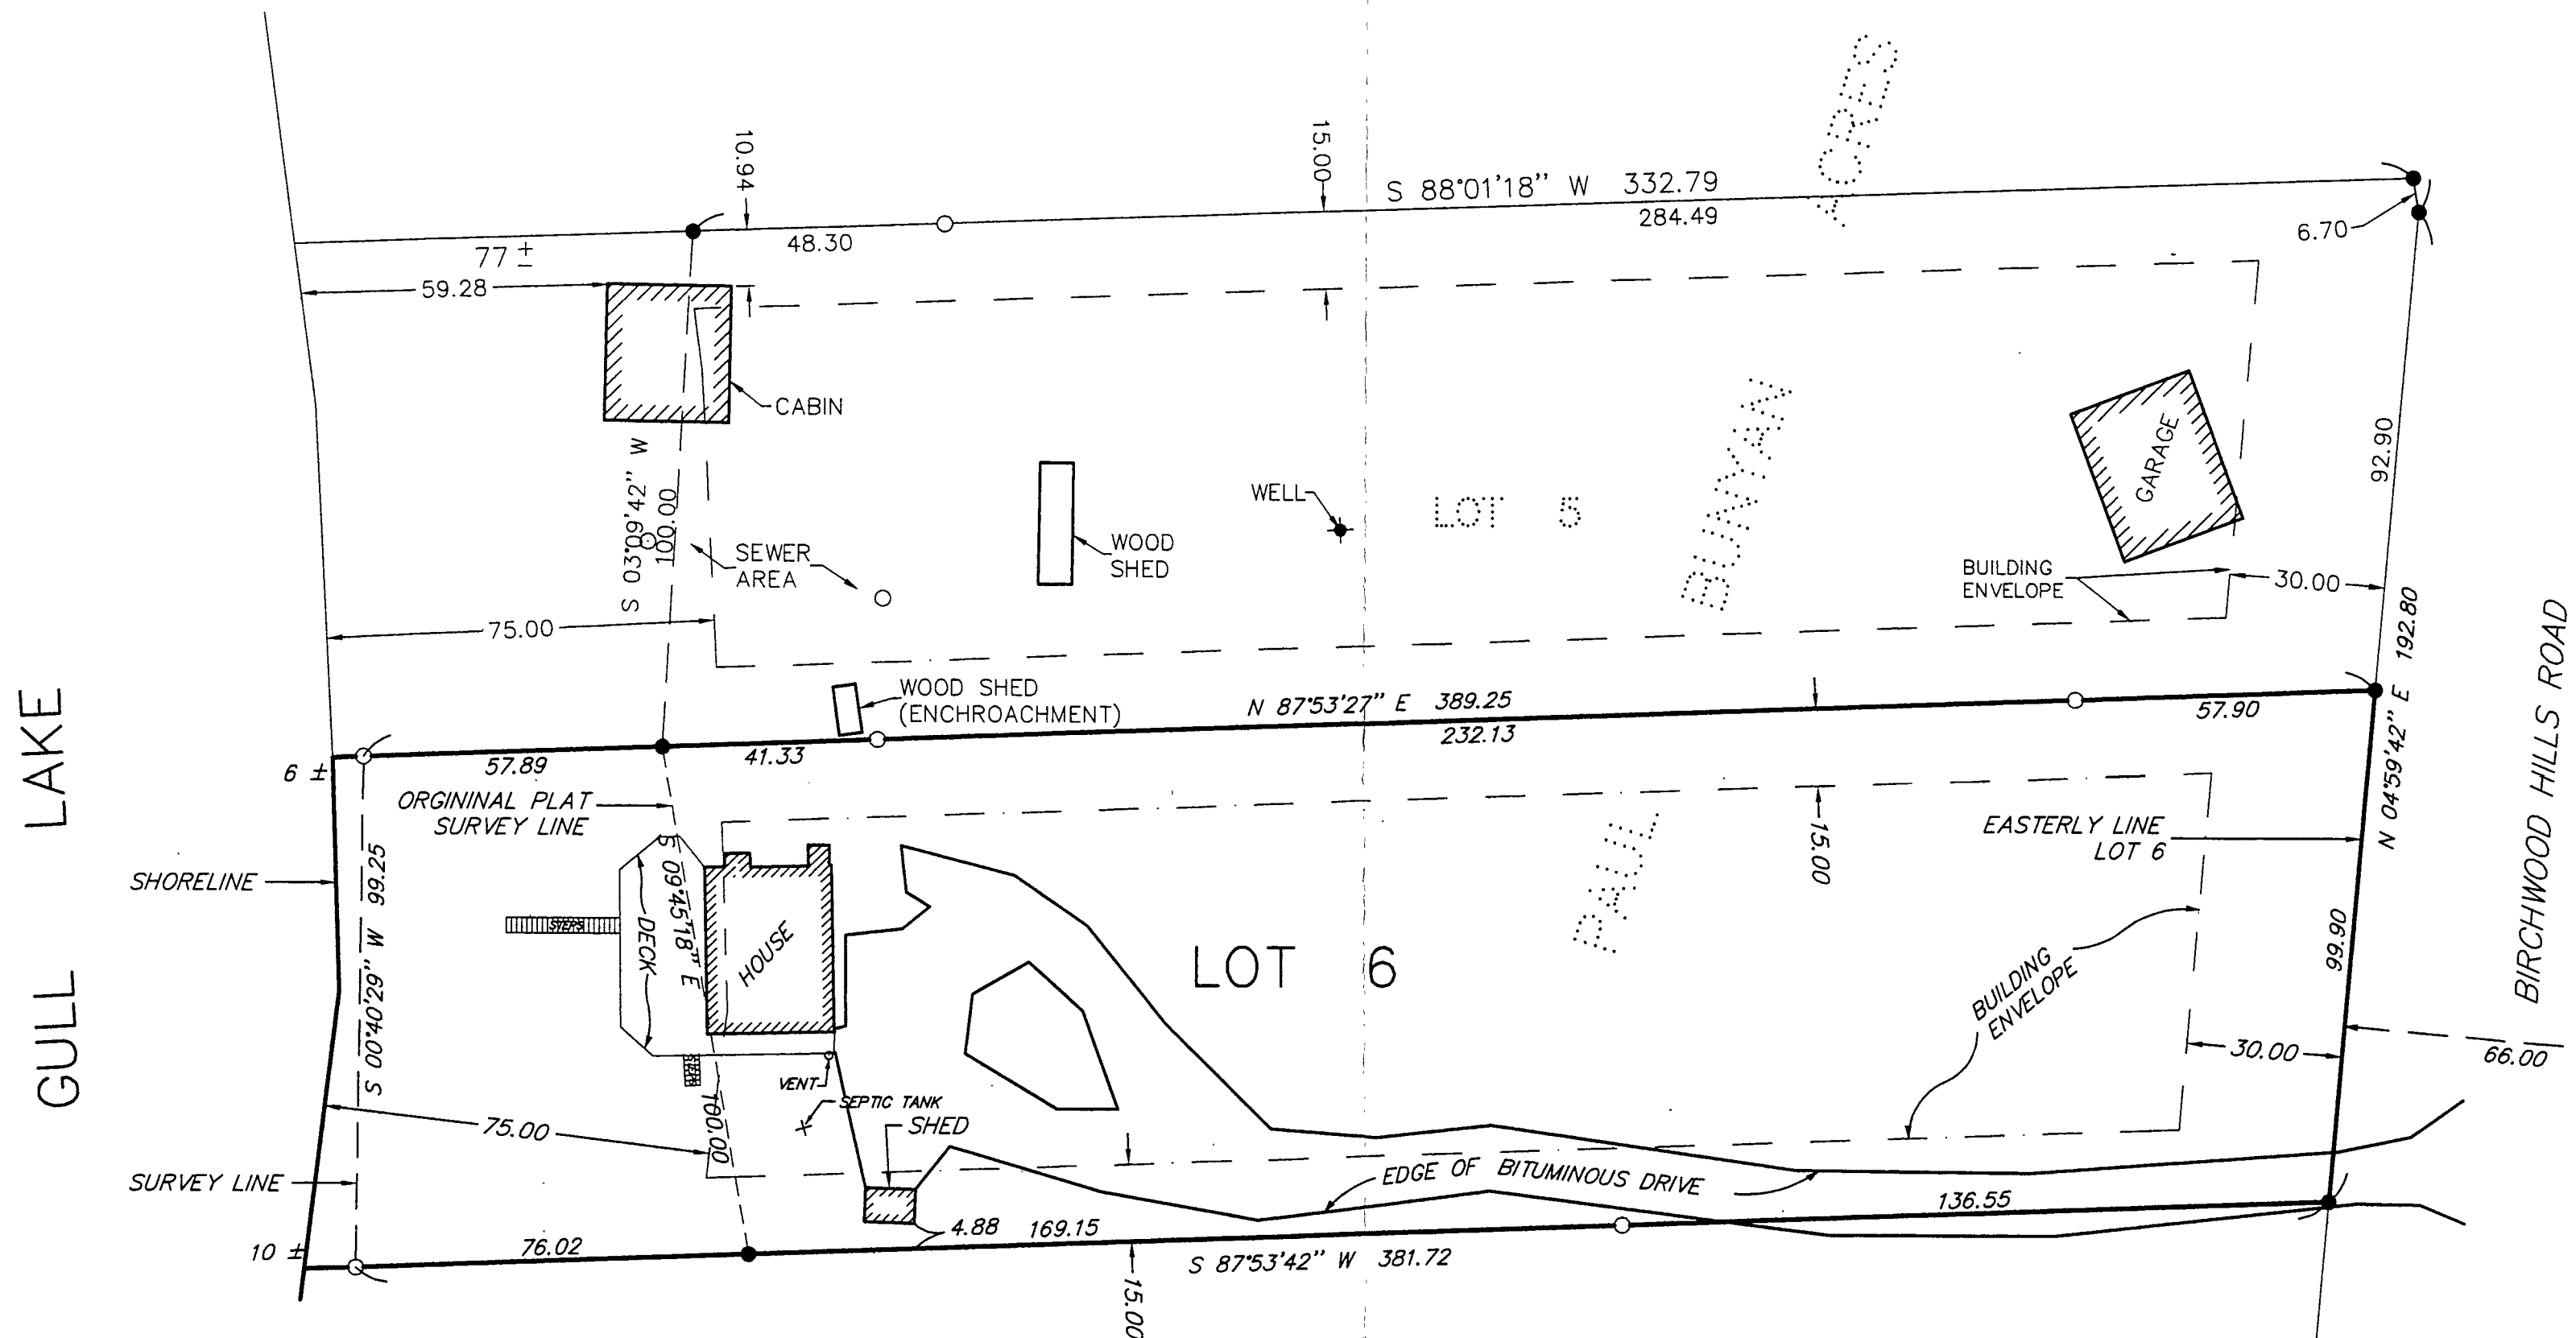 10.94
15.00
ACRES
S 88°01'18" W 332.79
284.49
6.70
77 ±
48.30
59.28
CABIN
S 03°09'42" W
100.00
SEWER
AREA
WOOD
SHED
WELL
LOT 5
BUNYAN
GARAGE
92.90
BUILDING
ENVELOPE
30.00
75.00
WOOD SHED
(ENCHROACHMENT)
N 87°53'27" E 389.25
232.13
57.90
N 04°59'42" E 192.80
BIRCHWOOD HILLS ROAD
GULL LAKE
6 ±
57.89
41.33
ORGININAL PLAT
SURVEY LINE
SHORELINE
S 00°40'29" W 99.25
STEPS
DECK
S 09°45'18" E
100.00
HOUSE
LOT 6
PAUL
15.00
EASTERLY LINE
LOT 6
99.90
BUILDING
ENVELOPE
30.00
66.00
VENT
STEPS
SEPTIC TANK
SHED
75.00
SURVEY LINE
EDGE OF BITUMINOUS DRIVE
136.55
10 ±
76.02
4.88
169.15
S 87°53'42" W 381.72
15.00